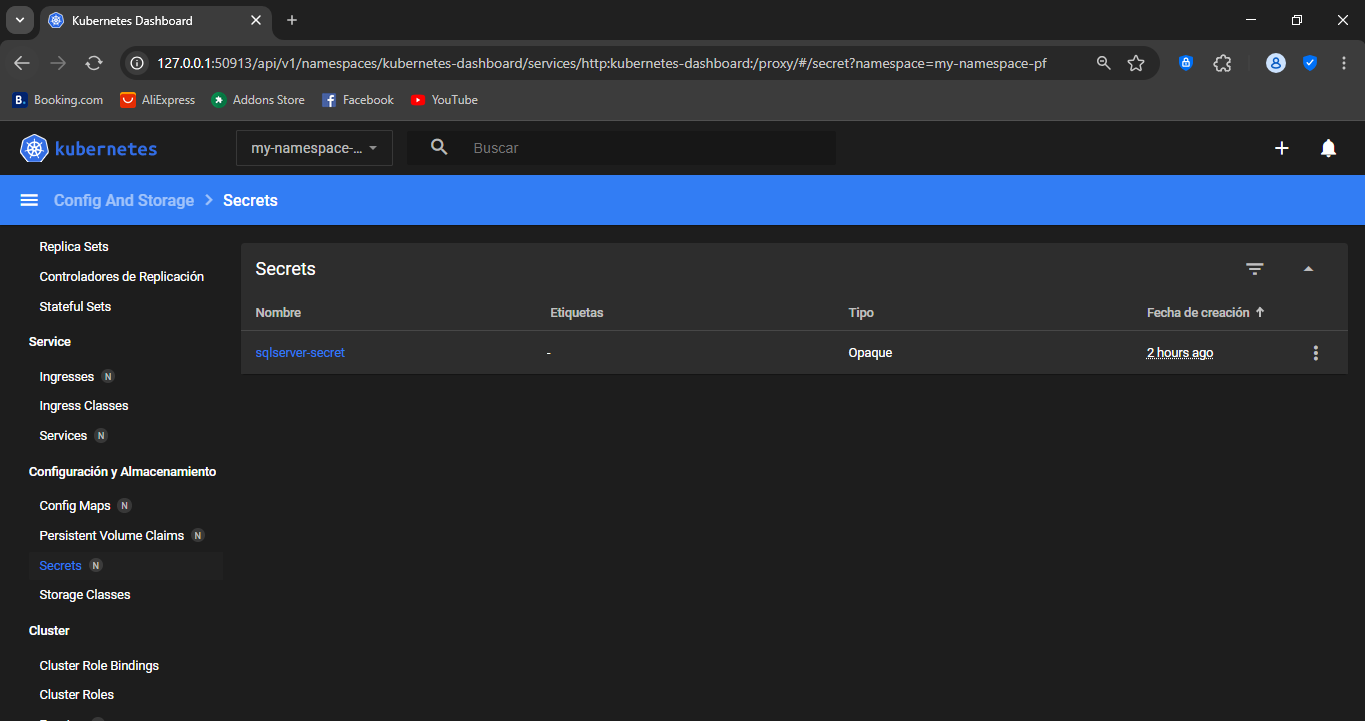 Kubernetes Dashboard
127.0.0.1:50913/api/v1/namespaces/kubernetes-dashboard/services/http:kubernetes-dashboard:/proxy/#/secret?namespace=my-namespace-pf
B. Booking.com AliExpress Addons Store Facebook YouTube
kubernetes my-namespace-... Buscar
Config And Storage > Secrets
Replica Sets
Controladores de Replicación
Stateful Sets
Service
Ingresses N
Ingress Classes
Services N
Configuración y Almacenamiento
Config Maps N
Persistent Volume Claims N
Secrets N
Storage Classes
Cluster
Cluster Role Bindings
Cluster Roles
Secrets
Nombre Etiquetas Tipo Fecha de creación
sqlserver-secret - Opaque 2 hours ago